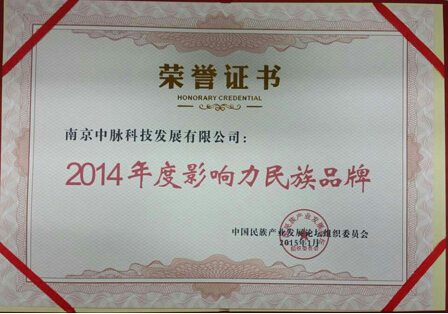 荣誉证书
HONORARY CREDENTIAL
南京中脉科技发展有限公司：
2014年度影响力民族品牌
中国民族产业发展论坛组织委员会
2015年1月